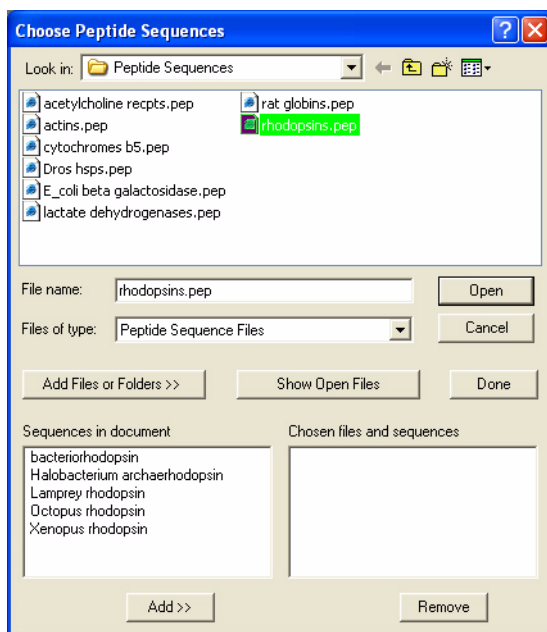 Choose Peptide Sequences
Look in: Peptide Sequences
acetylcholine recpts.pep
actins.pep
cytochromes b5.pep
Dros hsps.pep
E_coli beta galactosidase.pep
lactate dehydrogenases.pep
rat globins.pep
rhodopsins.pep
File name: rhodopsins.pep Open
Files of type: Peptide Sequence Files Cancel
Add Files or Folders >> Show Open Files Done
Sequences in document
bacteriorhodopsin
Halobacterium archaerhodopsin
Lamprey rhodopsin
Octopus rhodopsin
Xenopus rhodopsin
Chosen files and sequences
Add >> Remove